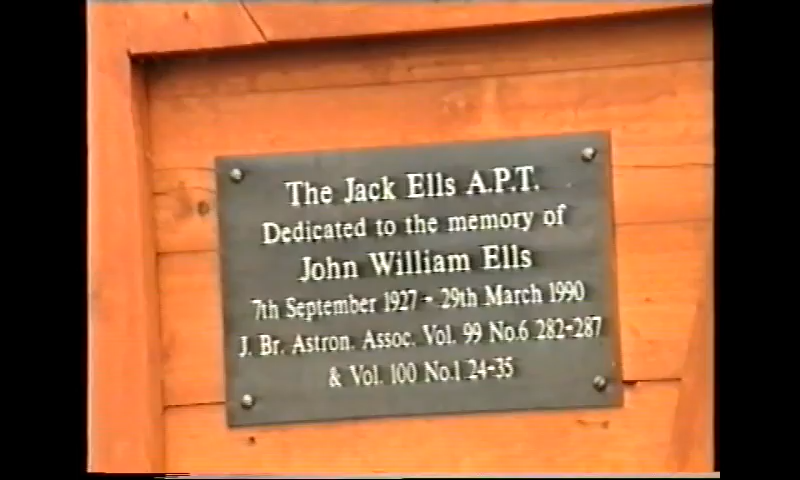 The Jack Ells A.P.T.
Dedicated to the memory of
John William Ells
7th September 1927 - 29th March 1990
J. Br. Astron. Assoc. Vol. 99 No.6 282-287
& Vol. 100 No.1 24-35